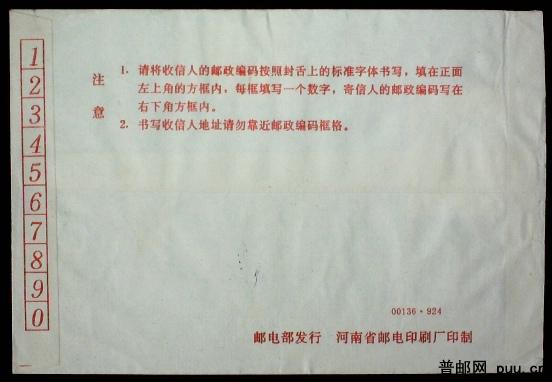 1
2
3
4
5
6
7
8
9
0
注意
1. 请将收信人的邮政编码按照封舌上的标准字体书写，填在正面
左上角的方框内，每框填写一个数字，寄信人的邮政编码写在
右下角方框内。
2. 书写收信人地址请勿靠近邮政编码框格。
00136·924
邮电部发行 河南省邮电印刷厂印制
普邮网 puu.cn